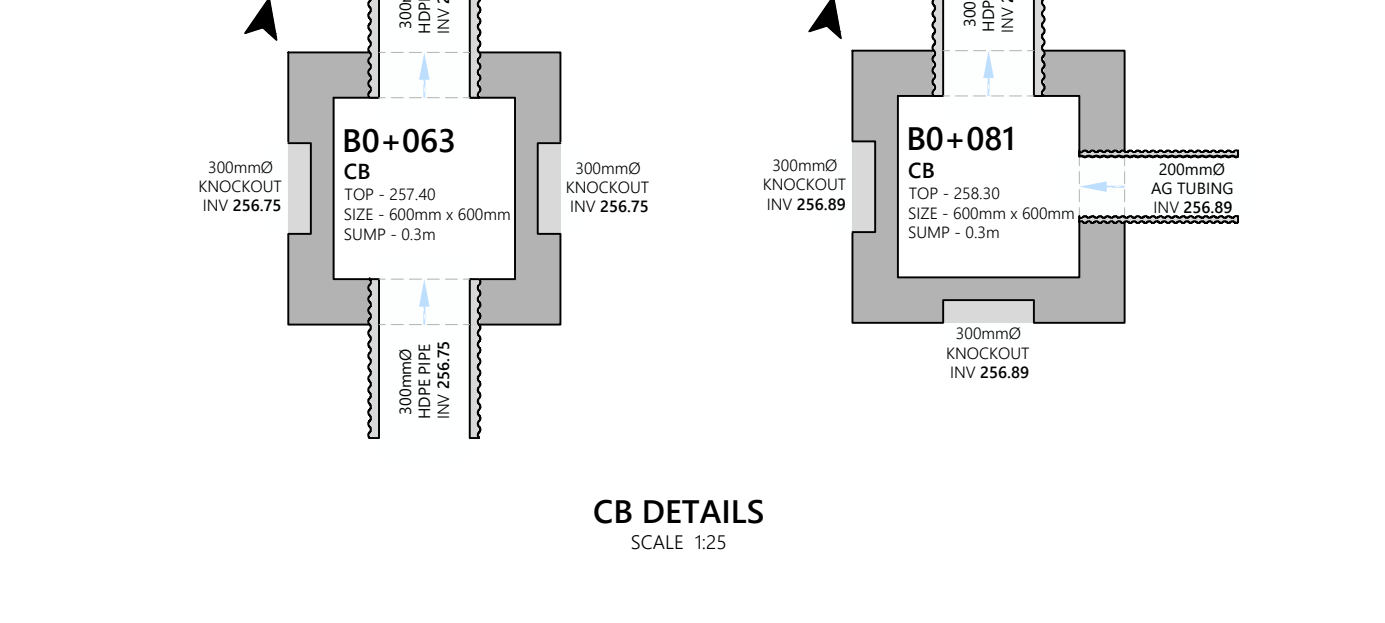 300mmØ
INV
300mmØ
KNOCKOUT
INV 256.75
B0+063
CB
TOP - 257.40
SIZE - 600mm x 600mm
SUMP - 0.3m
300mmØ
KNOCKOUT
INV 256.75
300mmØ
HDPE PIPE
INV 256.75
INV
300mmØ
KNOCKOUT
INV 256.89
B0+081
CB
TOP - 258.30
SIZE - 600mm x 600mm
SUMP - 0.3m
200mmØ
AG TUBING
INV 256.89
300mmØ
KNOCKOUT
INV 256.89
CB DETAILS
SCALE 1:25